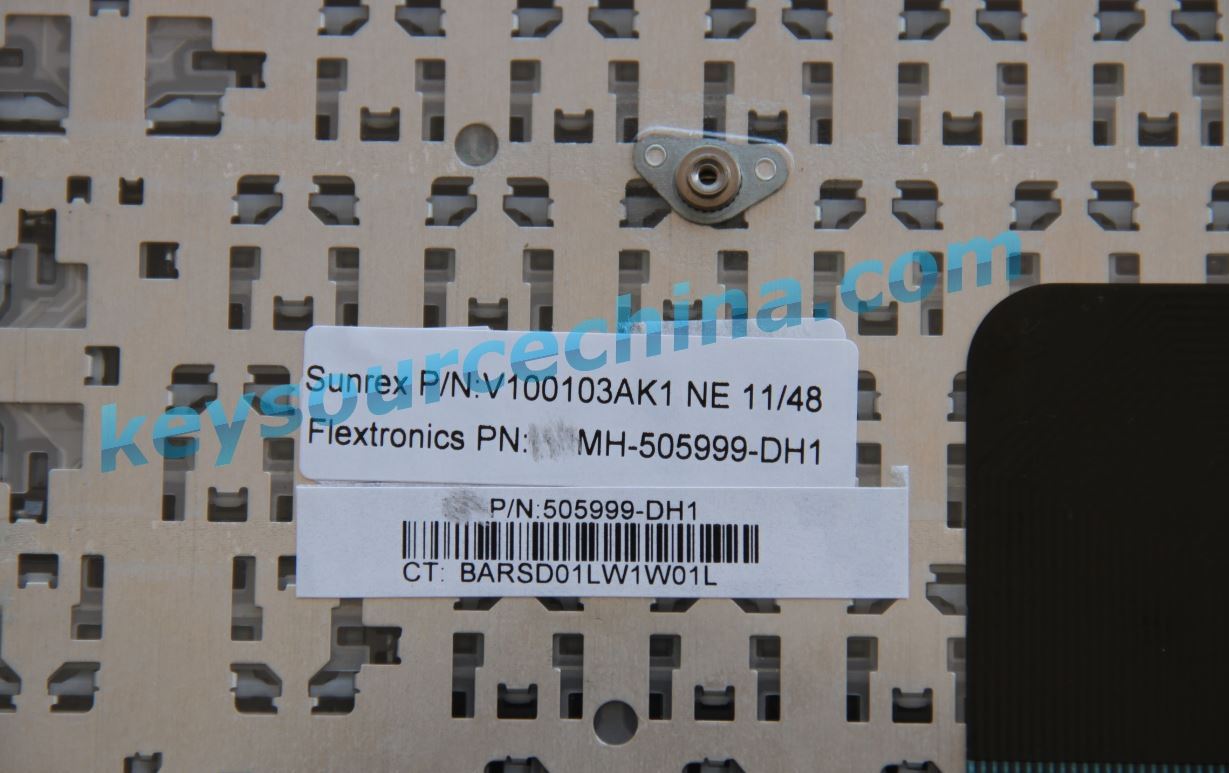 keysourcechina.com
Sunrex P/N:V100103AK1 NE 11/48
Flextronics PN: MH-505999-DH1
P/N:505999-DH1
CT: BARSD01LW1W01L